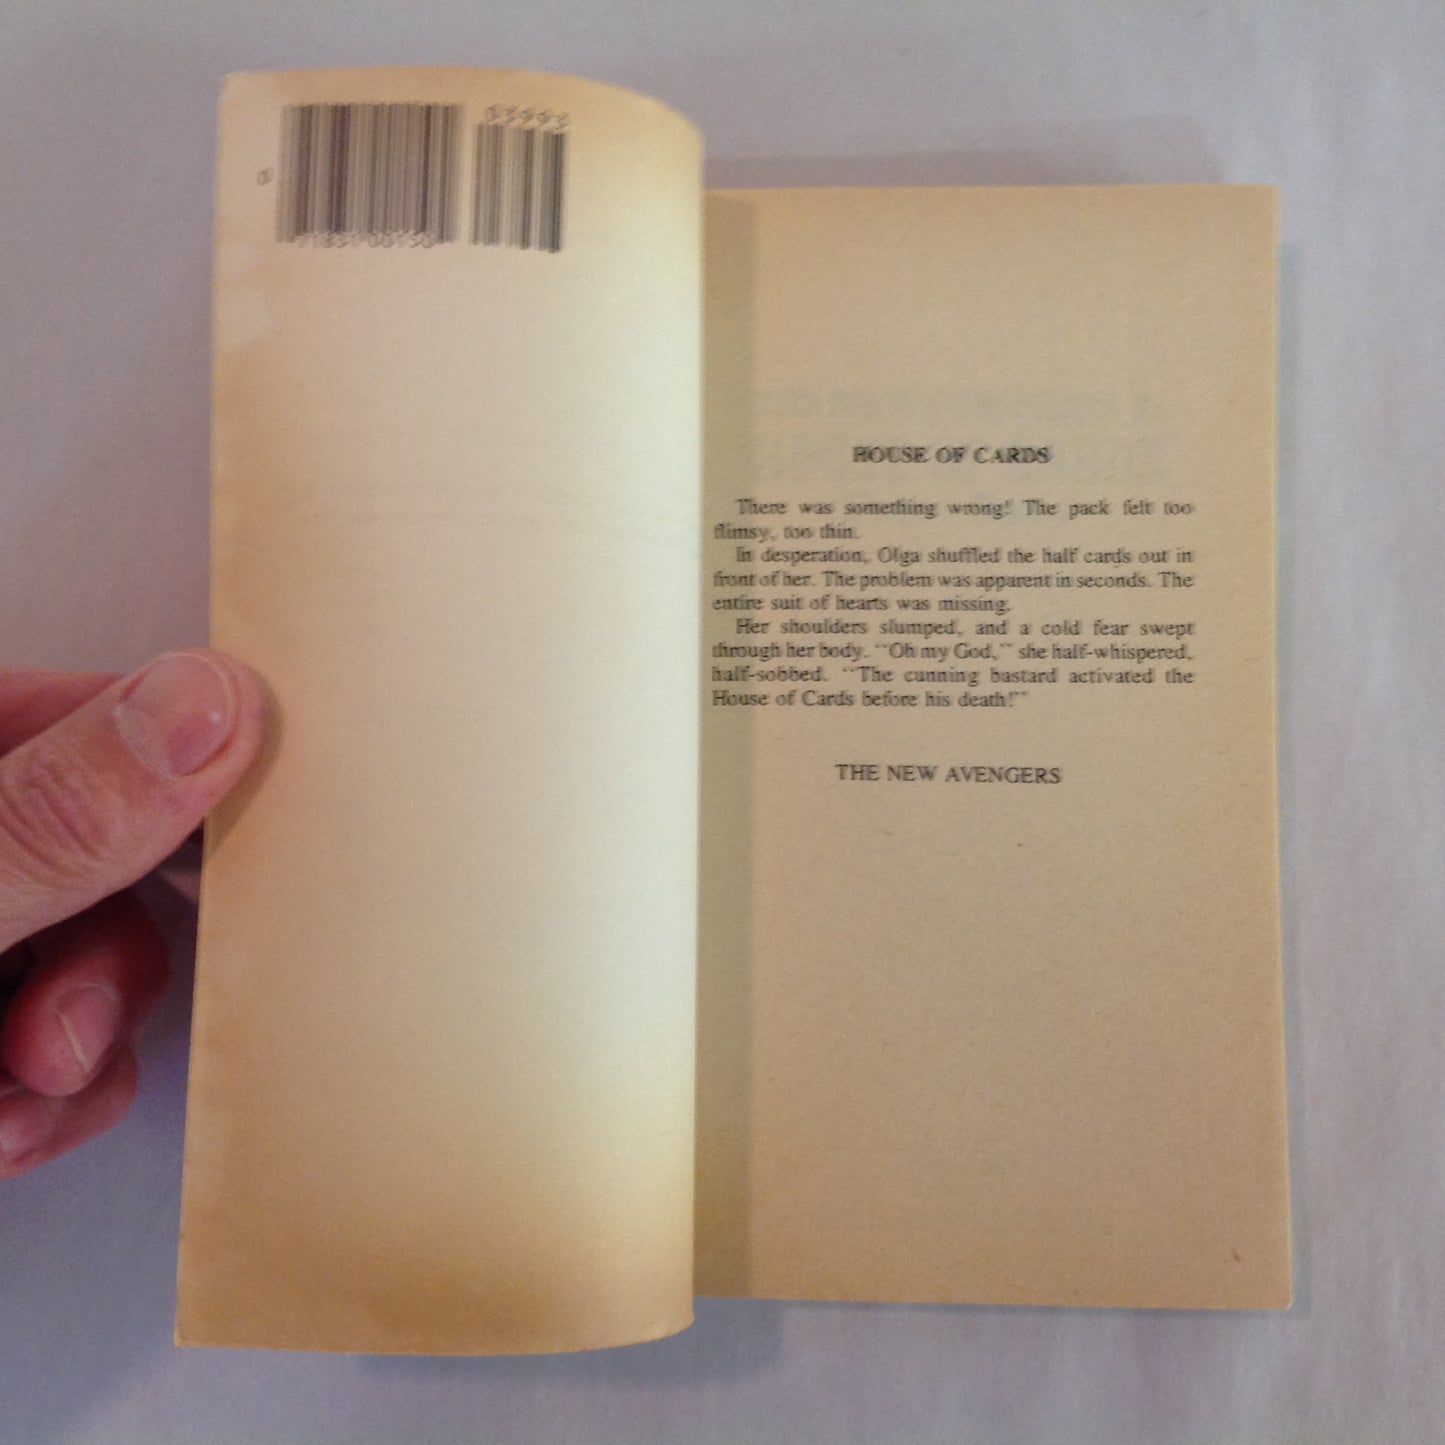 HOUSE OF CARDS
There was something wrong! The pack felt too
flimsy, too thin.
In desperation, Olga shuffled the half cards out in
front of her. The problem was apparent in seconds. The
entire suit of hearts was missing.
Her shoulders slumped, and a cold fear swept
through her body. "Oh my God," she half-whispered,
half-sobbed. "The cunning bastard activated the
House of Cards before his death!"
THE NEW AVENGERS